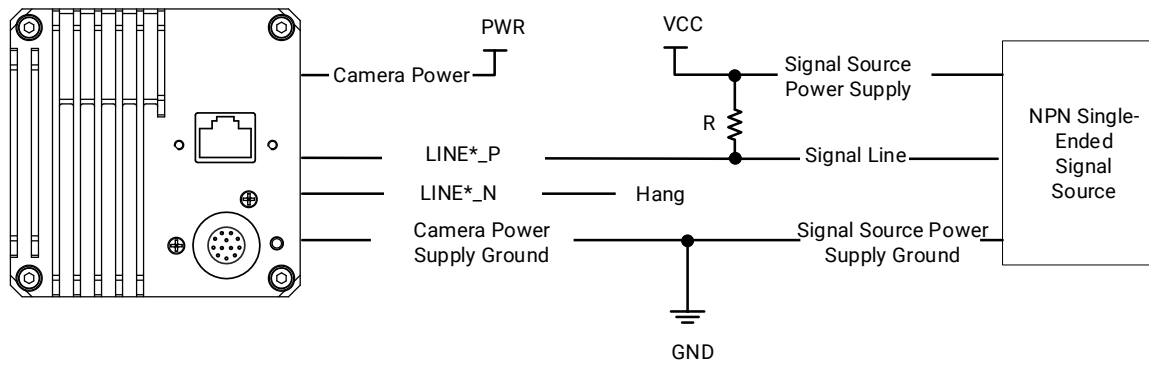 PWR
VCC
Camera Power
Signal Source
Power Supply
R
NPN Single-
Ended
Signal
Source
LINE*_P
Signal Line
LINE*_N
Hang
Camera Power
Supply Ground
Signal Source Power
Supply Ground
GND